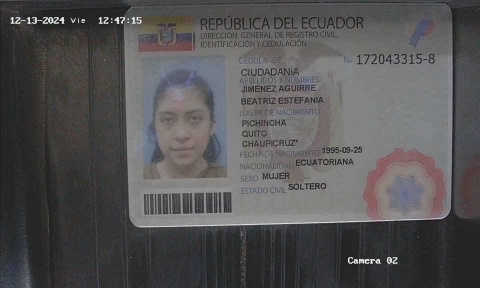 12-13-2024 Vie 12:47:15
REPÚBLICA DEL ECUADOR
DIRECCIÓN GENERAL DE REGISTRO CIVIL,
IDENTIFICACIÓN Y CEDULACIÓN
CÉDULA DE No. 172043315-8
CIUDADANÍA
APELLIDOS Y NOMBRES
JIMENEZ AGUIRRE
BEATRIZ ESTEFANIA
LUGAR DE NACIMIENTO
PICHINCHA
QUITO
CHAUPICRUZ*
FECHA DE NACIMIENTO 1995-09-25
NACIONALIDAD ECUATORIANA
SEXO MUJER
ESTADO CIVIL SOLTERO
Camera 02